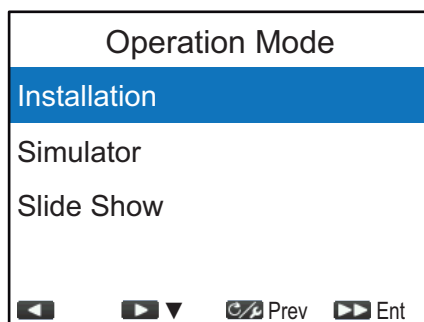 Operation Mode
Installation
Simulator
Slide Show
Prev Ent